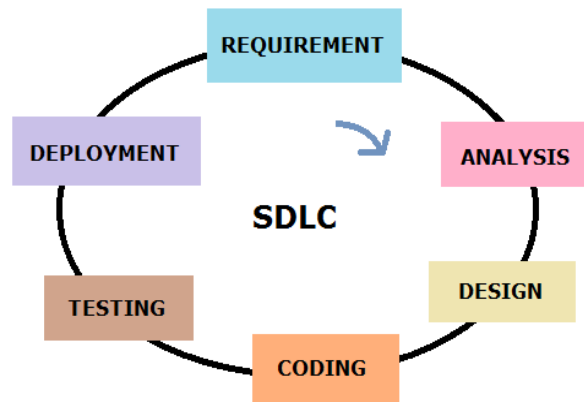 REQUIREMENT
ANALYSIS
DESIGN
CODING
TESTING
DEPLOYMENT
SDLC